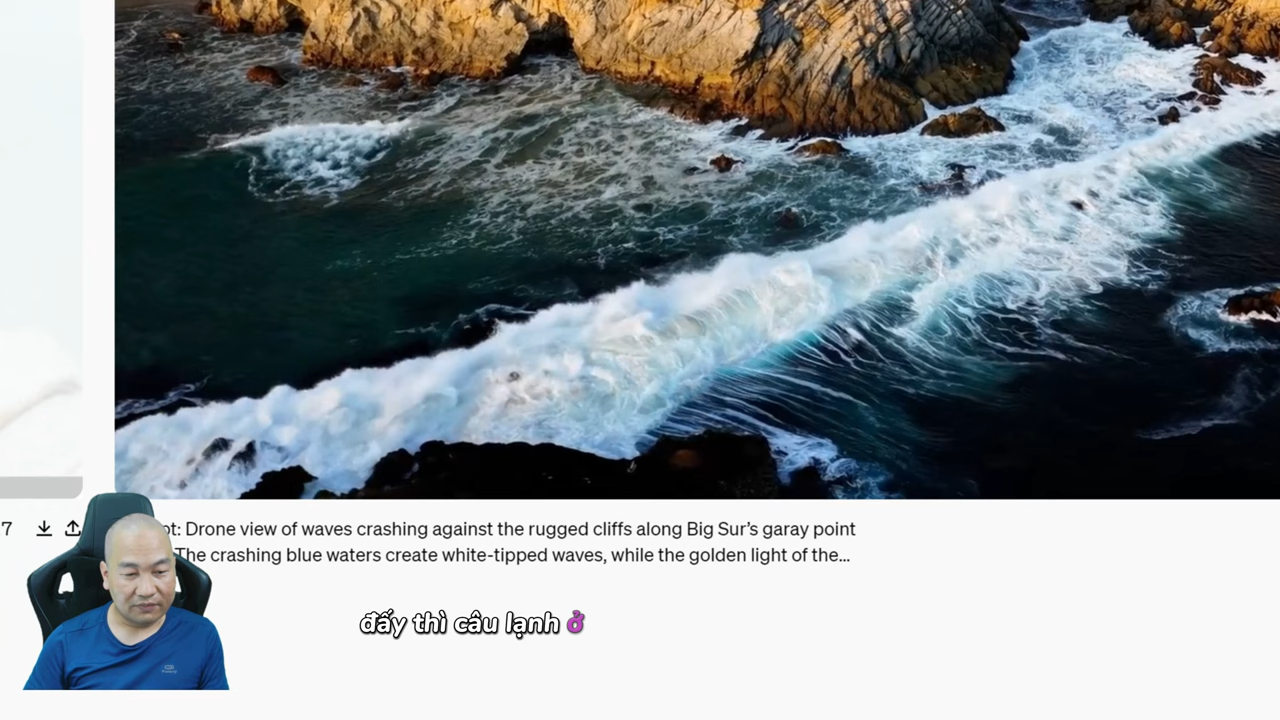 7
ot: Drone view of waves crashing against the rugged cliffs along Big Sur’s garay point
The crashing blue waters create white-tipped waves, while the golden light of the...
đấy thì câu lạnh ở